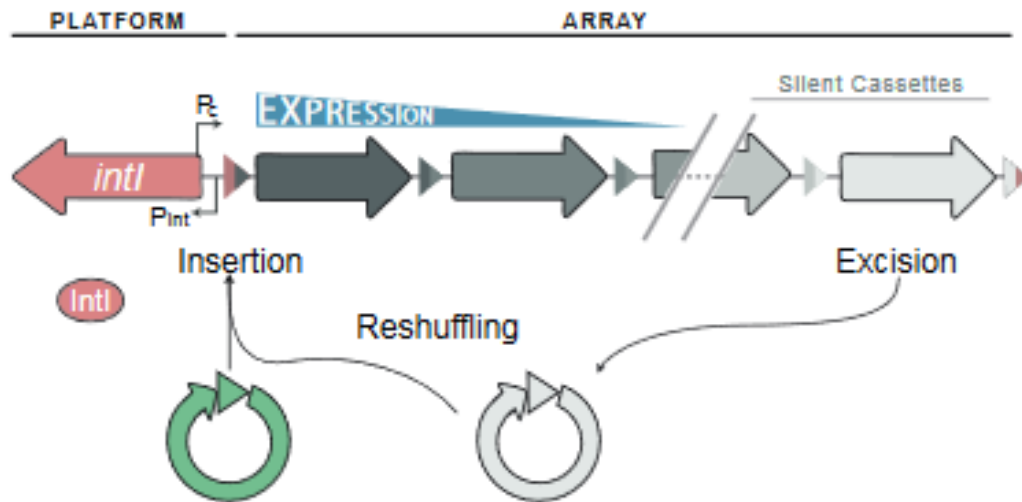 PLATFORM ARRAY
Silent Cassettes
Pc
EXPRESSION
intI
Pint
Insertion Excision
IntI
Reshuffling